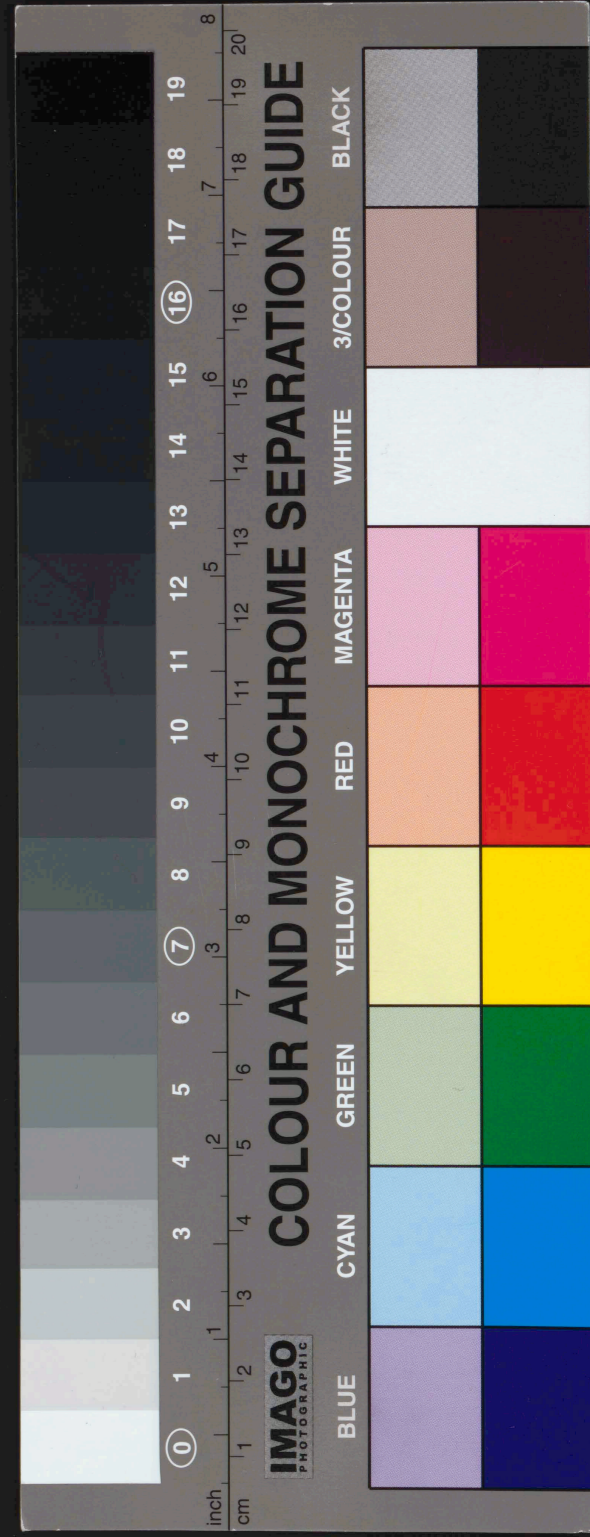 0 1 2 3 4 5 6 7 8 9 10 11 12 13 14 15 16 17 18 19
inch 1 2 3 4 5 6 7 8
cm 1 2 3 4 5 6 7 8 9 10 11 12 13 14 15 16 17 18 19 20
IMAGO
PHOTOGRAPHIC
COLOUR AND MONOCHROME SEPARATION GUIDE
BLUE CYAN GREEN YELLOW RED MAGENTA WHITE 3/COLOUR BLACK